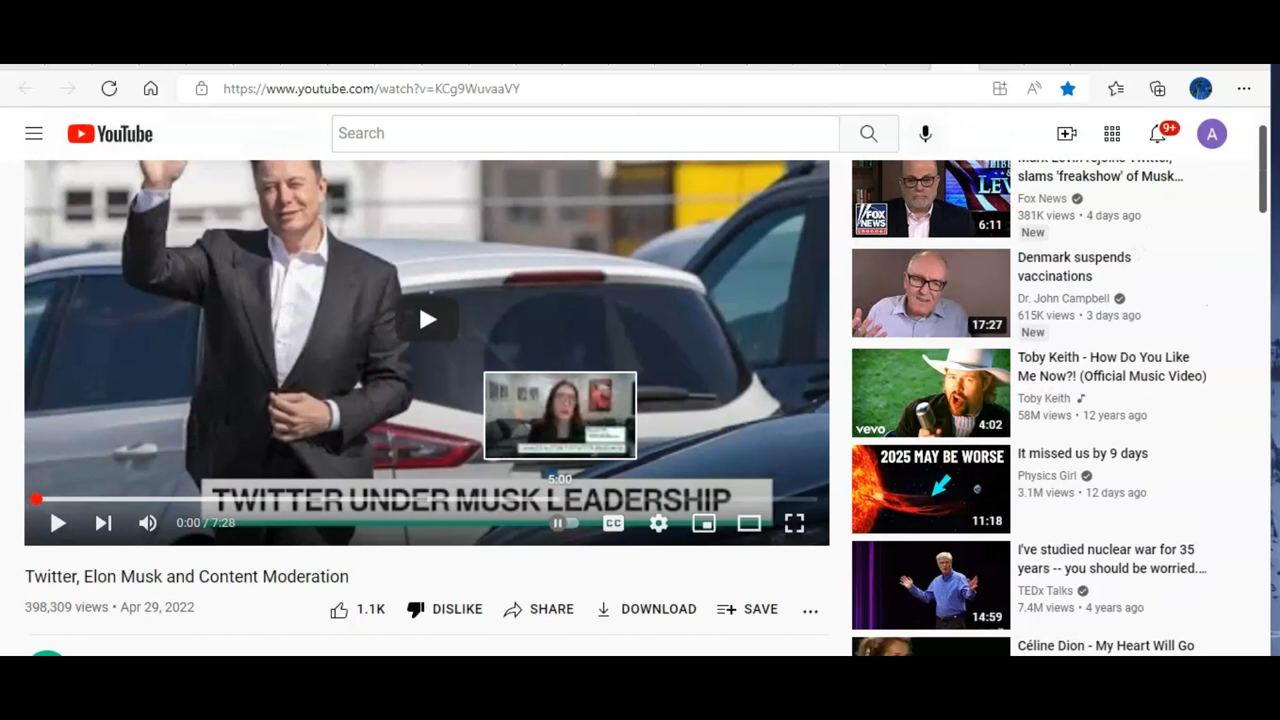 https://www.youtube.com/watch?v=KCg9WuvaaVY
YouTube
Search
9+
A
TWITTER UNDER MUSK LEADERSHIP
5:00
0:00 / 7:28
CC
Twitter, Elon Musk and Content Moderation
398,309 views • Apr 29, 2022
1.1K
DISLIKE
SHARE
DOWNLOAD
SAVE
slams 'freakshow' of Musk...
Fox News
381K views • 4 days ago
New
FOX NEWS channel
LEV
6:11
Denmark suspends
vaccinations
Dr. John Campbell
615K views • 3 days ago
New
17:27
Toby Keith - How Do You Like
Me Now?! (Official Music Video)
Toby Keith
58M views • 12 years ago
vevo
4:02
It missed us by 9 days
Physics Girl
3.1M views • 12 days ago
2025 MAY BE WORSE
11:18
I've studied nuclear war for 35
years -- you should be worried....
TEDx Talks
7.4M views • 4 years ago
14:59
Céline Dion - My Heart Will Go